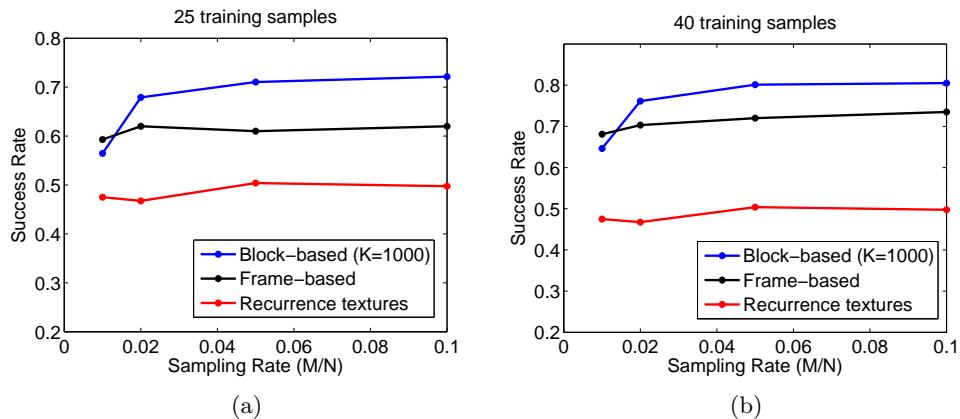 25 training samples
0.8
0.7
0.6
0.5
0.4
0.3
0.2
Success Rate
0 0.02 0.04 0.06 0.08 0.1
Sampling Rate (M/N)
Block−based (K=1000)
Frame−based
Recurrence textures
(a)
40 training samples
0.8
0.7
0.6
0.5
0.4
0.3
0.2
Success Rate
0 0.02 0.04 0.06 0.08 0.1
Sampling Rate (M/N)
Block−based (K=1000)
Frame−based
Recurrence textures
(b)